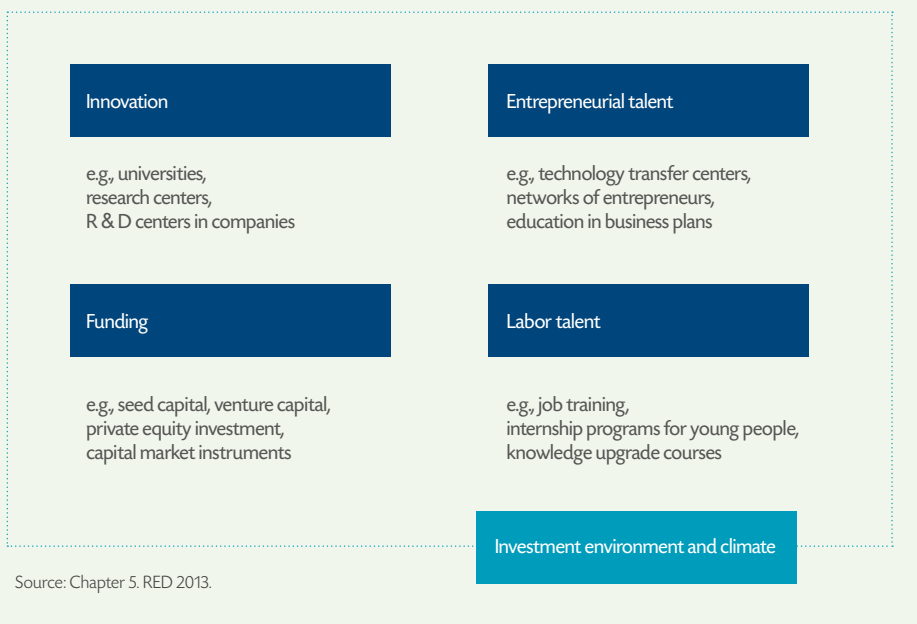 Innovation
e.g., universities,
research centers,
R & D centers in companies
Entrepreneurial talent
e.g., technology transfer centers,
networks of entrepreneurs,
education in business plans
Funding
e.g., seed capital, venture capital,
private equity investment,
capital market instruments
Labor talent
e.g., job training,
internship programs for young people,
knowledge upgrade courses
Investment environment and climate
Source: Chapter 5. RED 2013.